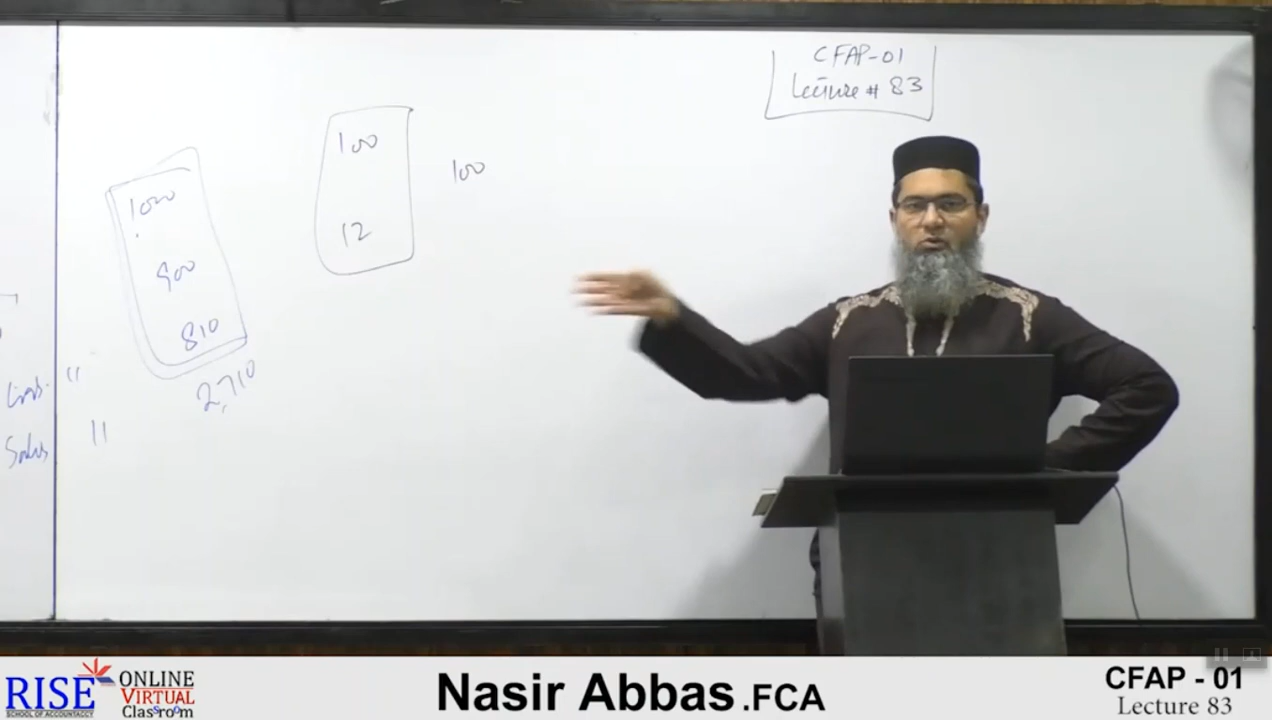 CFAP-01
Lecture # 83
100
100
12
1000
900
810
2,710
Sales "
RISE
SCHOOL OF ACCOUNTANCY
ONLINE
VIRTUAL
Classroom
Nasir Abbas .FCA
CFAP - 01
Lecture 83